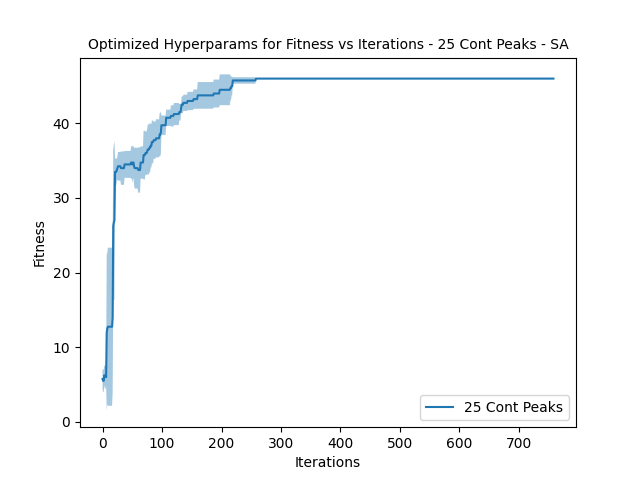 Optimized Hyperparams for Fitness vs Iterations - 25 Cont Peaks - SA
Fitness
40
30
20
10
0
0 100 200 300 400 500 600 700
Iterations
25 Cont Peaks